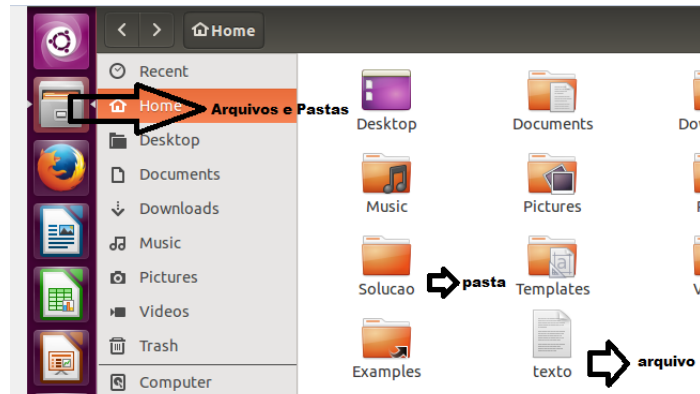 Home
Recent
Home
Arquivos e Pastas
Desktop
Documents
Downloads
Music
Pictures
Videos
Trash
Computer
Desktop
Documents
Music
Pictures
Solucao
pasta
Templates
Examples
texto
arquivo